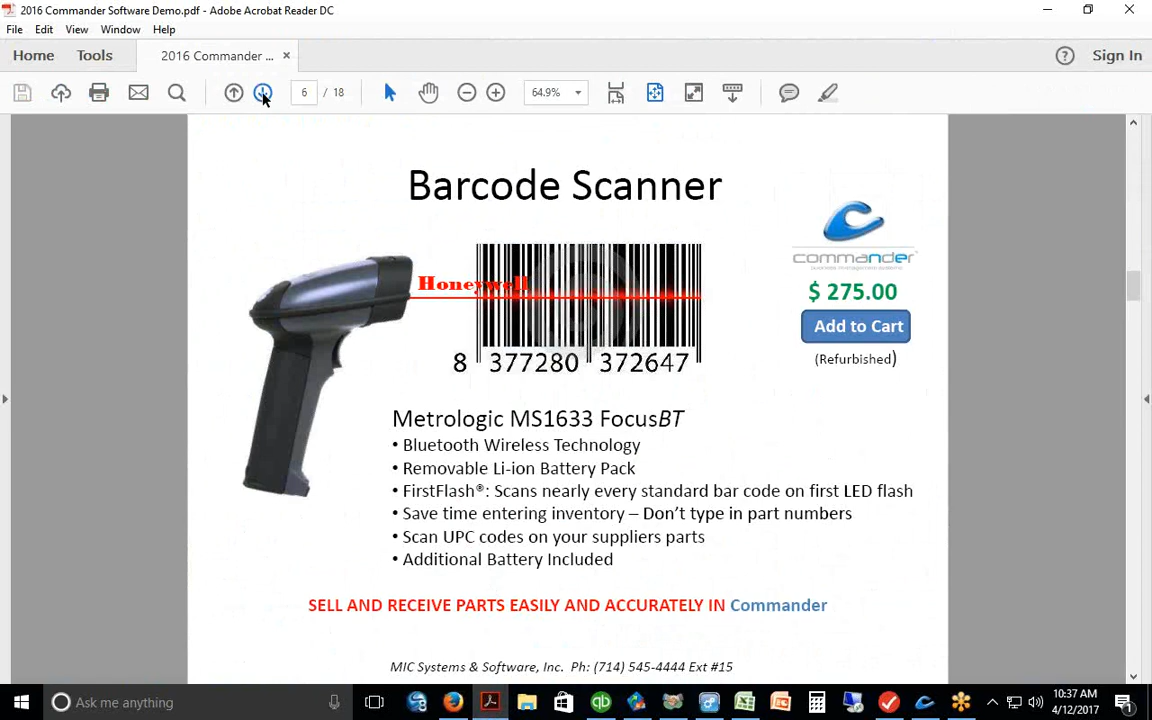 2016 Commander Software Demo.pdf - Adobe Acrobat Reader DC
File Edit View Window Help
Home Tools 2016 Commander ... × Sign In
6 / 18 64.9%
Barcode Scanner
commander
Honeywell
$ 275.00
Add to Cart
(Refurbished)
8 377280 372647
Metrologic MS1633 FocusBT
• Bluetooth Wireless Technology
• Removable Li-ion Battery Pack
• FirstFlash®: Scans nearly every standard bar code on first LED flash
• Save time entering inventory – Don't type in part numbers
• Scan UPC codes on your suppliers parts
• Additional Battery Included
SELL AND RECEIVE PARTS EASILY AND ACCURATELY IN Commander
MIC Systems & Software, Inc. Ph: (714) 545-4444 Ext #15
Ask me anything
10:37 AM
4/12/2017